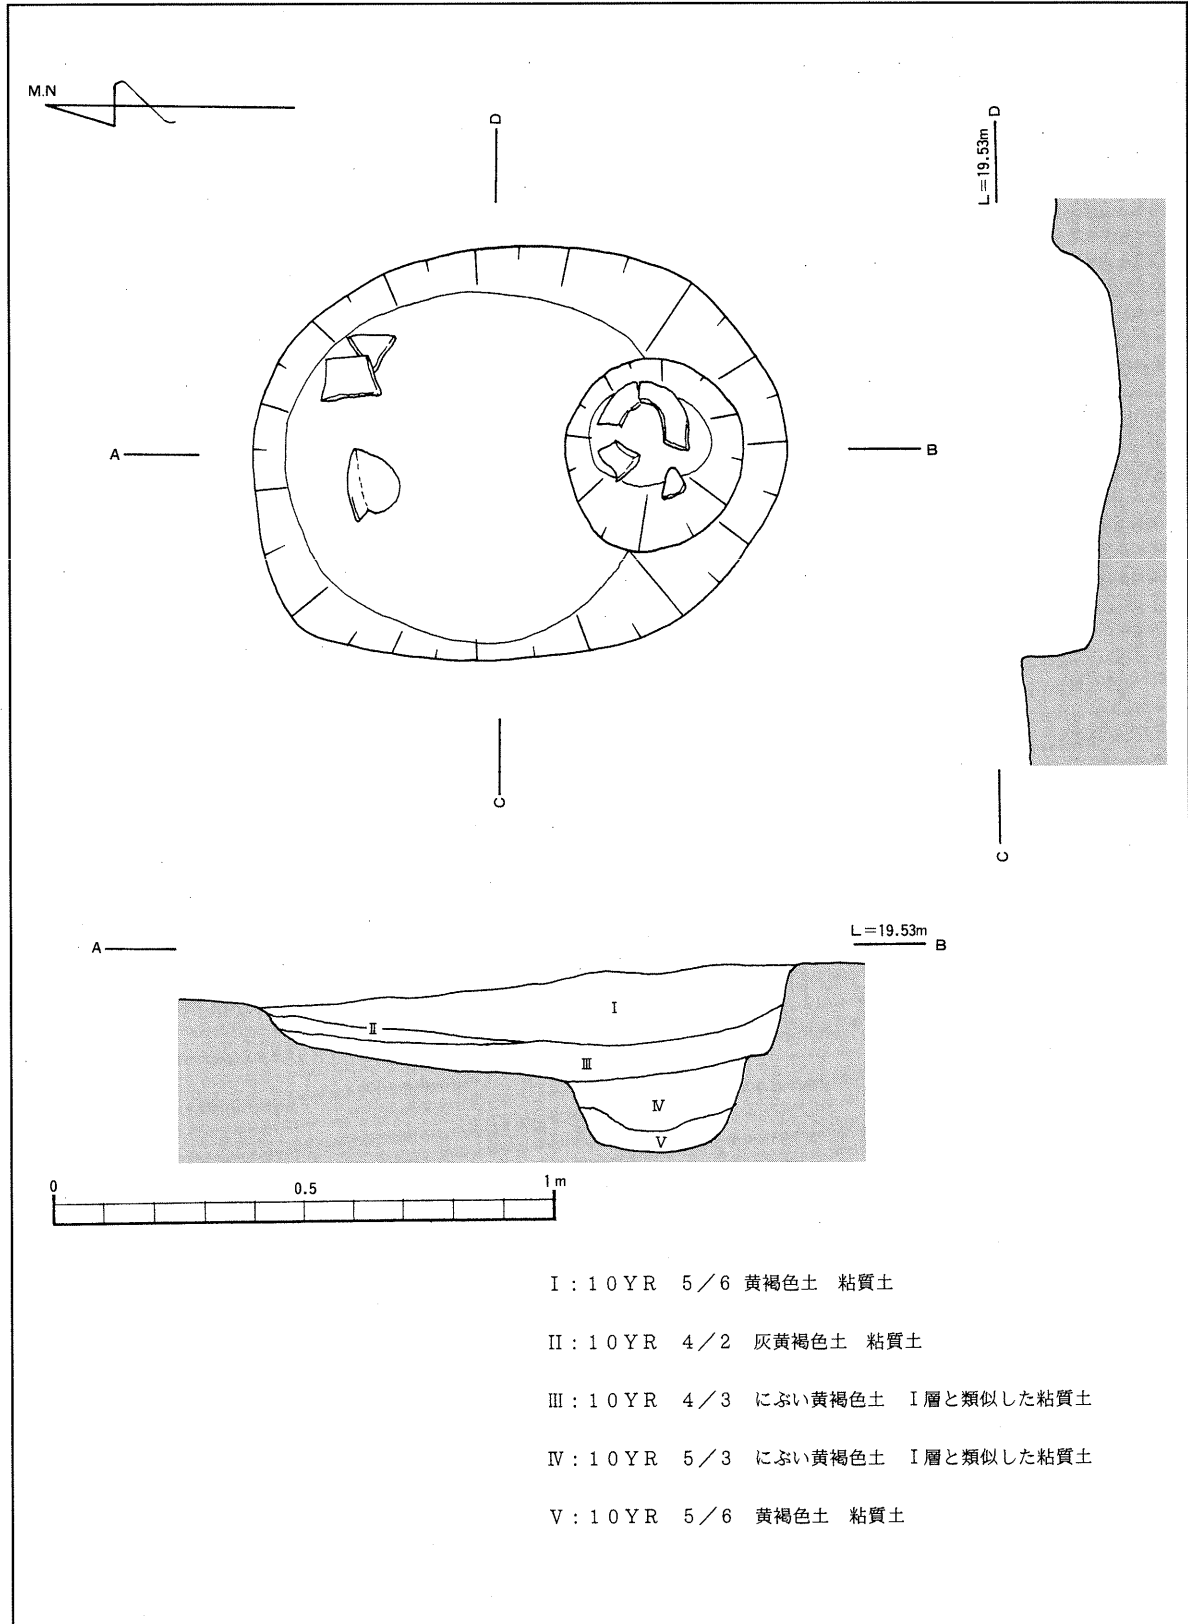 M.N
D
L=19.53m D
A
B
C
C
L=19.53m
A
B
I
II
III
IV
V
0
0.5
1m
I:10YR 5/6 黄褐色土 粘質土
II:10YR 4/2 灰黄褐色土 粘質土
III:10YR 4/3 にぶい黄褐色土 I層と類似した粘質土
IV:10YR 5/3 にぶい黄褐色土 I層と類似した粘質土
V:10YR 5/6 黄褐色土 粘質土